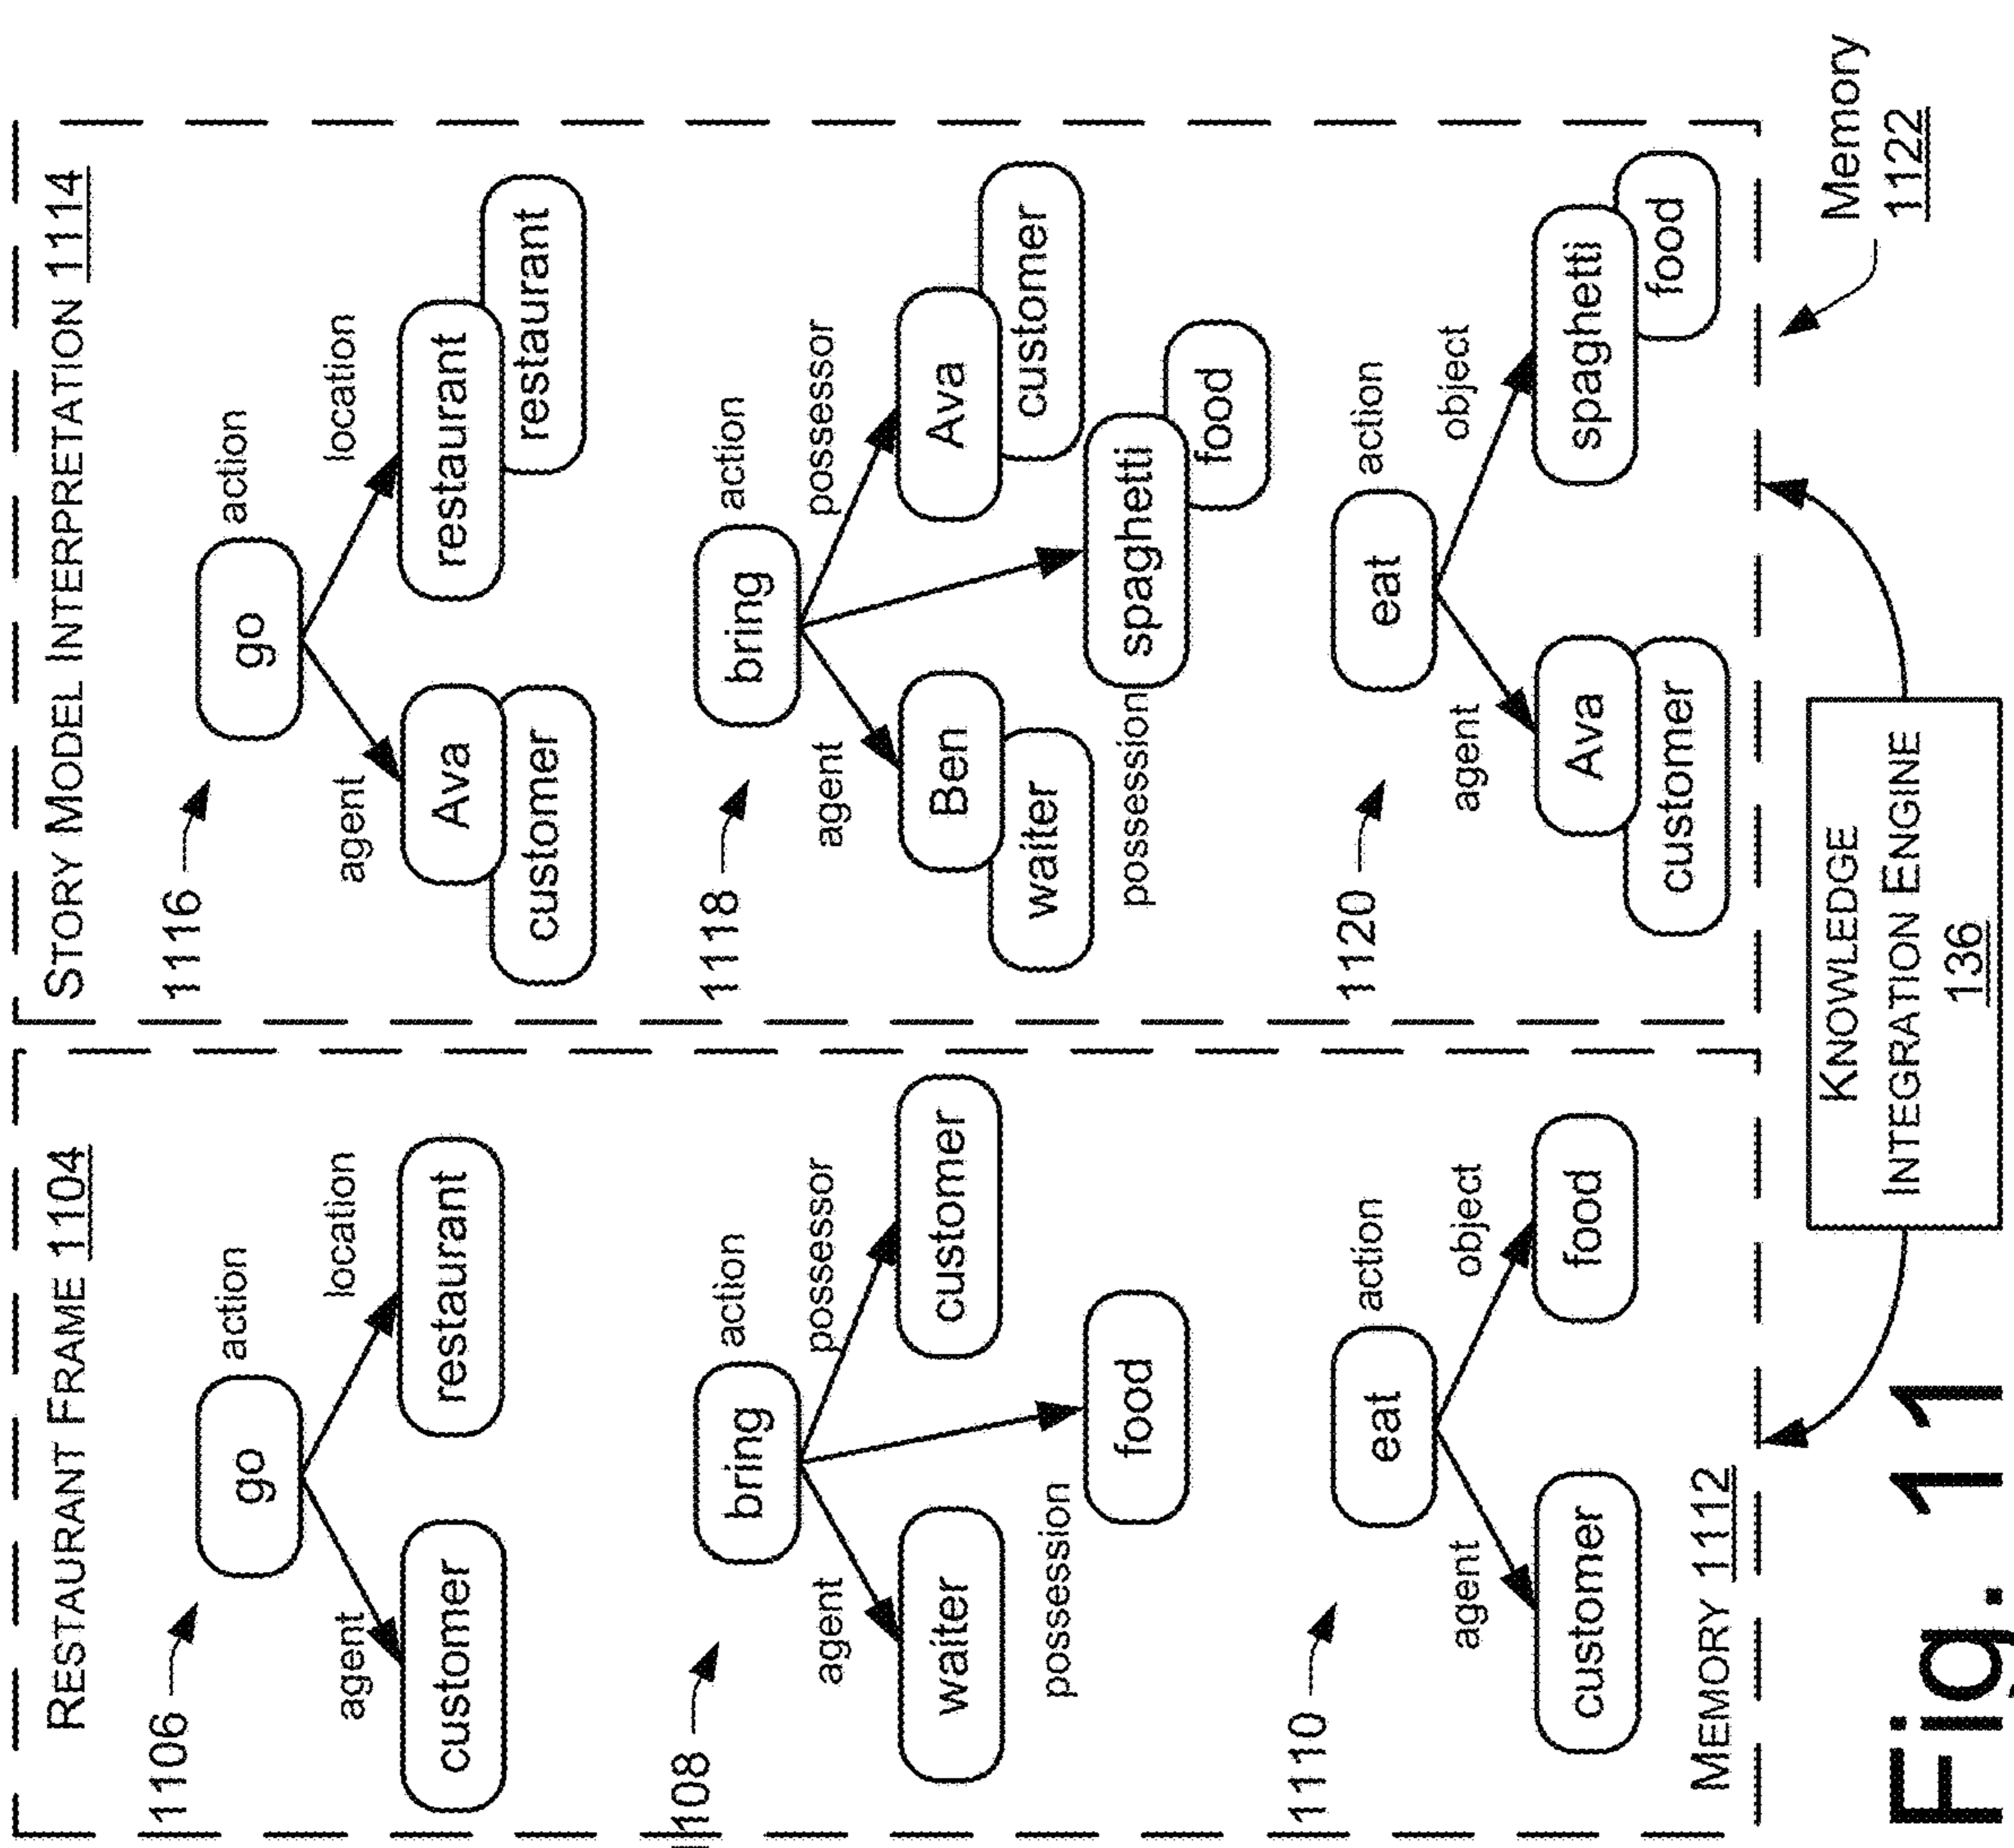 RESTAURANT FRAME 1104
1106
go
action
agent
location
customer
restaurant
108
bring
action
agent
possessor
waiter
customer
possession
food
1110
eat
action
agent
object
customer
food
MEMORY 1112
STORY MODEL INTERPRETATION 1114
1116
go
action
agent
location
Ava
restaurant
customer
restaurant
1118
bring
action
agent
possessor
Ben
Ava
waiter
customer
possession
spaghetti
food
1120
eat
action
agent
object
Ava
spaghetti
customer
food
Memory
1122
KNOWLEDGE
INTEGRATION ENGINE
136
Fig. 11